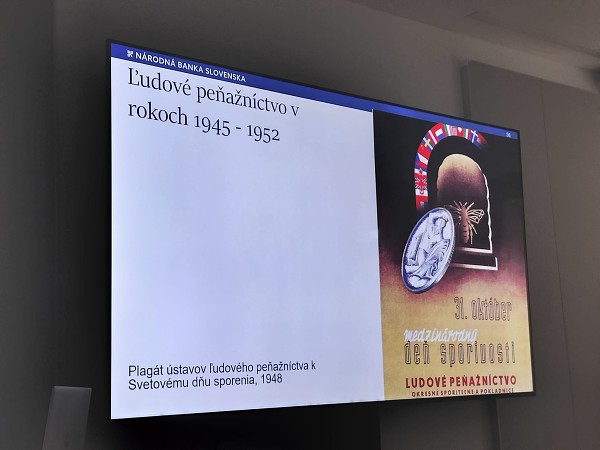 NÁRODNÁ BANKA SLOVENSKA
Ľudové peňažníctvo v
rokoch 1945 - 1952
Plagát ústavov ľudového peňažníctva k
Svetovému dňu sporenia, 1948
31. október
medzinárodný
deň sporivosti
ĽUDOVÉ PEŇAŽNÍCTVO
OKRESNÉ SPORITEĽNE A POKLADNICE